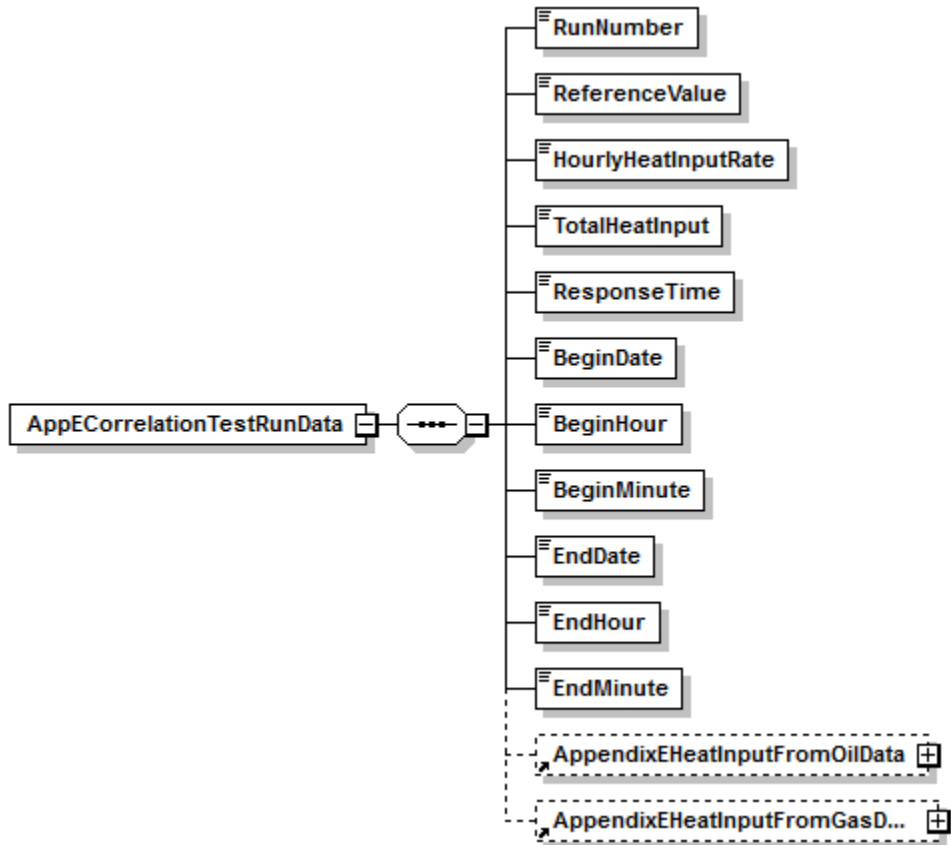 RunNumber
ReferenceValue
HourlyHeatInputRate
TotalHeatInput
ResponseTime
BeginDate
AppECorrelationTestRunData
BeginHour
BeginMinute
EndDate
EndHour
EndMinute
AppendixEHeatInputFromOilData
AppendixEHeatInputFromGasD...